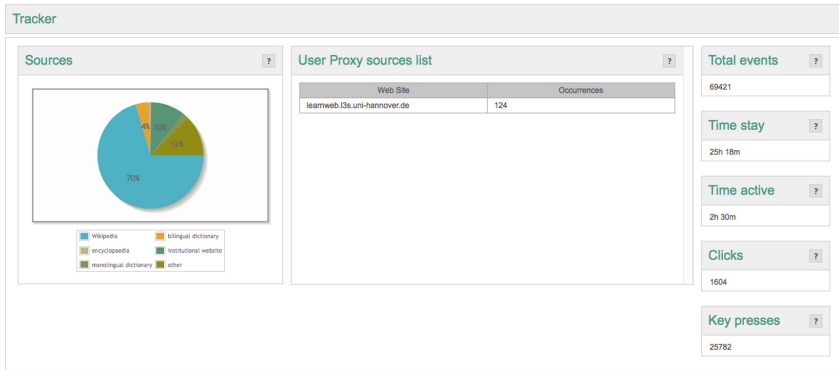 Tracker
Sources ?
4% 10%
12%
70%
Wikipedia bilingual dictionary
encyclopaedia institutional website
monolingual dictionary other
User Proxy sources list ?
Web Site Occurrences
learnweb.l3s.uni-hannover.de 124
Total events ?
69421
Time stay ?
25h 18m
Time active ?
2h 30m
Clicks ?
1604
Key presses ?
25782